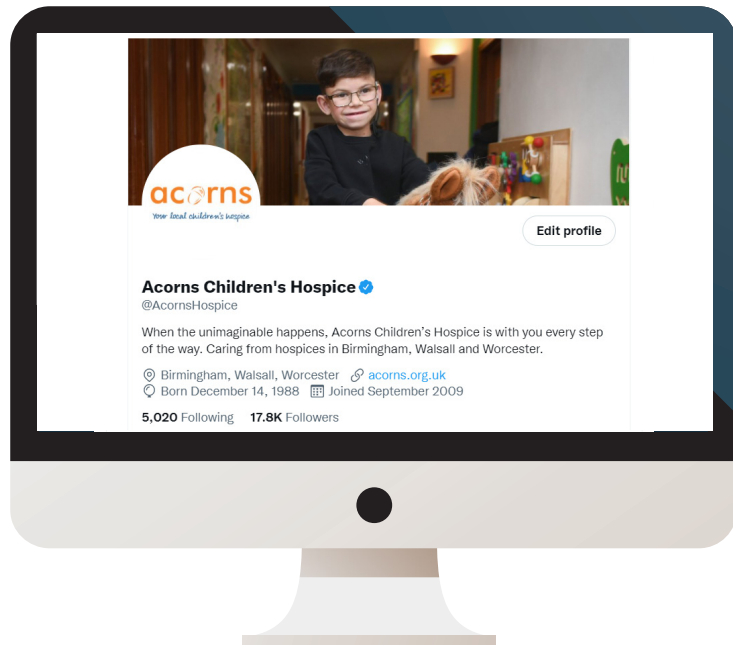 acorns
Your local children's hospice
Edit profile
Acorns Children's Hospice
@AcornsHospice
When the unimaginable happens, Acorns Children’s Hospice is with you every step
of the way. Caring from hospices in Birmingham, Walsall and Worcester.
Birmingham, Walsall, Worcester acorns.org.uk
Born December 14, 1988 Joined September 2009
5,020 Following 17.8K Followers